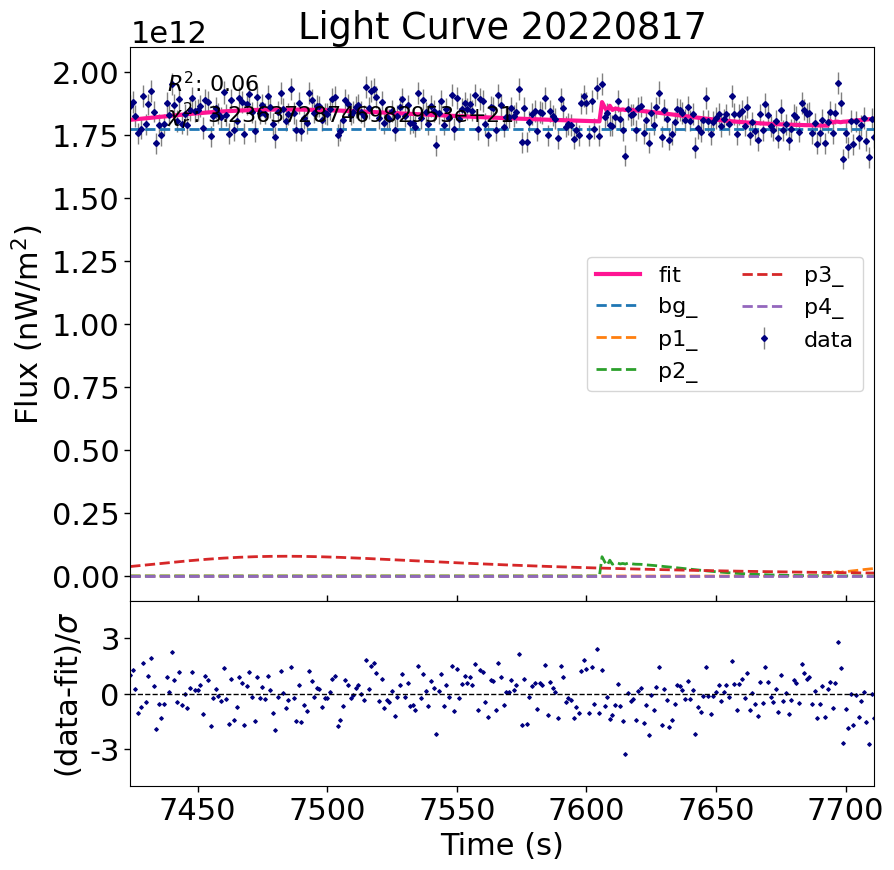 Light Curve 20220817
1e12
R²: 0.06
2.00
1.75
1.50
1.25
1.00
0.75
0.50
0.25
0.00
Flux (nW/m²)
fit
bg_
p1_
p2_
p3_
p4_
data
3
0
-3
(data-fit)/σ
7450 7500 7550 7600 7650 7700
Time (s)